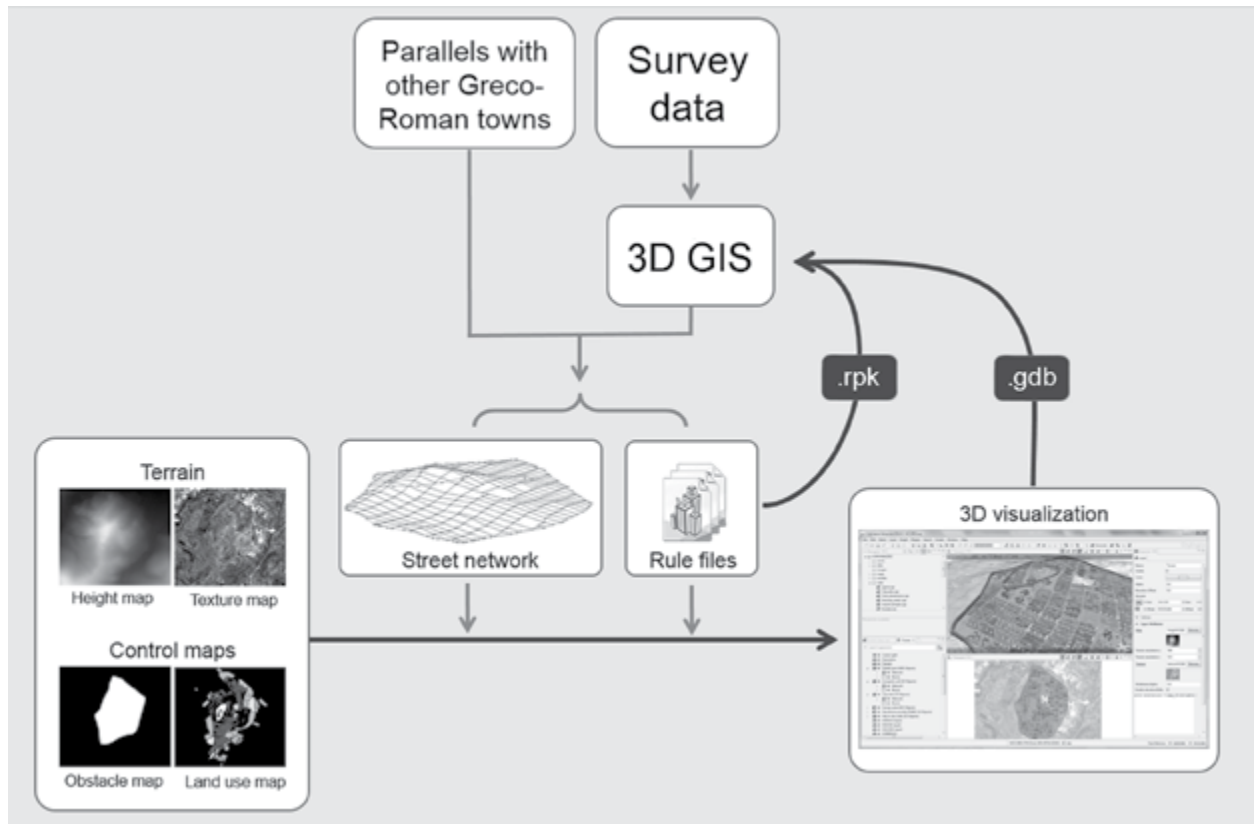 Parallels with
other Greco-
Roman towns
Survey
data
3D GIS
.rpk
.gdb
Terrain
Height map
Texture map
Control maps
Obstacle map
Land use map
Street network
Rule files
3D visualization